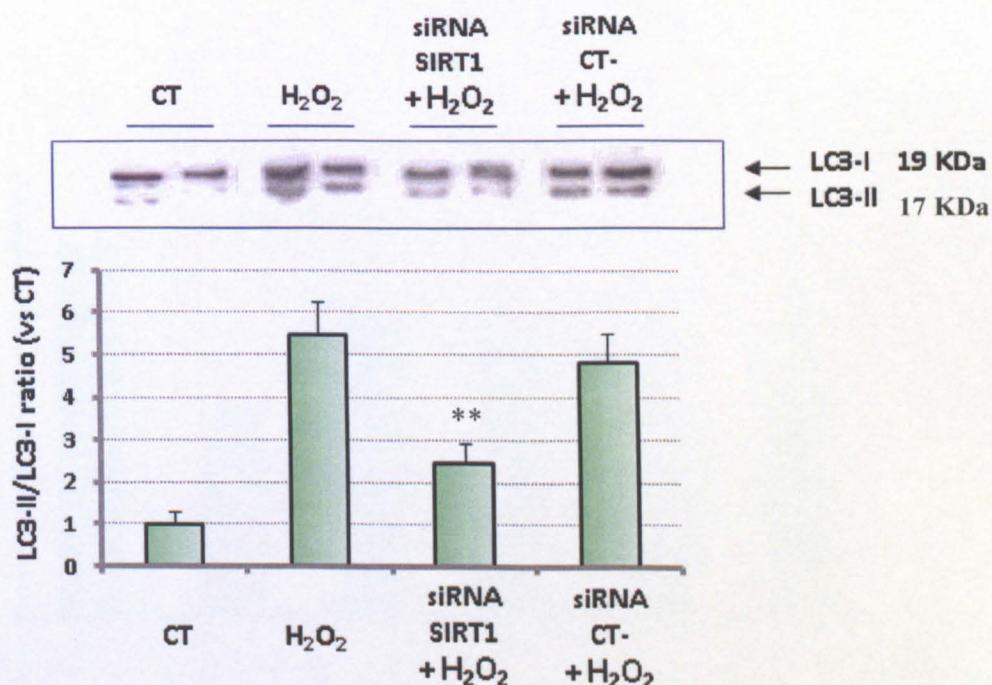 siRNA
SIRT1
+ H₂O₂
siRNA
CT-
+ H₂O₂
CT
H₂O₂
LC3-I 19 KDa
LC3-II 17 KDa
LC3-II/LC3-I ratio (vs CT)
7
6
5
4
3
2
1
0
**
CT
H₂O₂
siRNA
SIRT1
+ H₂O₂
siRNA
CT-
+ H₂O₂